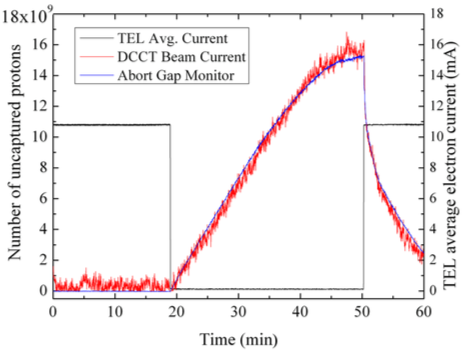 18x10⁹
18
TEL Avg. Current
DCCT Beam Current
Abort Gap Monitor
16
16
14
14
12
12
10
10
8
8
6
6
4
4
2
2
0
0
Number of uncaptured protons
TEL average electron current (mA)
0 10 20 30 40 50 60
Time (min)